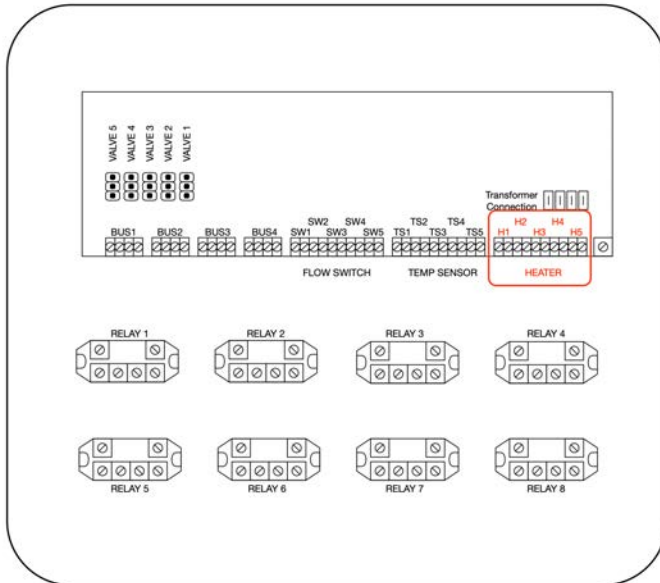 VALVE 5
VALVE 4
VALVE 3
VALVE 2
VALVE 1
Transformer
Connection
SW2 SW4 TS2 TS4 H2 H4
BUS1 BUS2 BUS3 BUS4 SW1 SW3 SW5 TS1 TS3 TS5 H1 H3 H5
FLOW SWITCH TEMP SENSOR HEATER
RELAY 1 RELAY 2 RELAY 3 RELAY 4
RELAY 5 RELAY 6 RELAY 7 RELAY 8